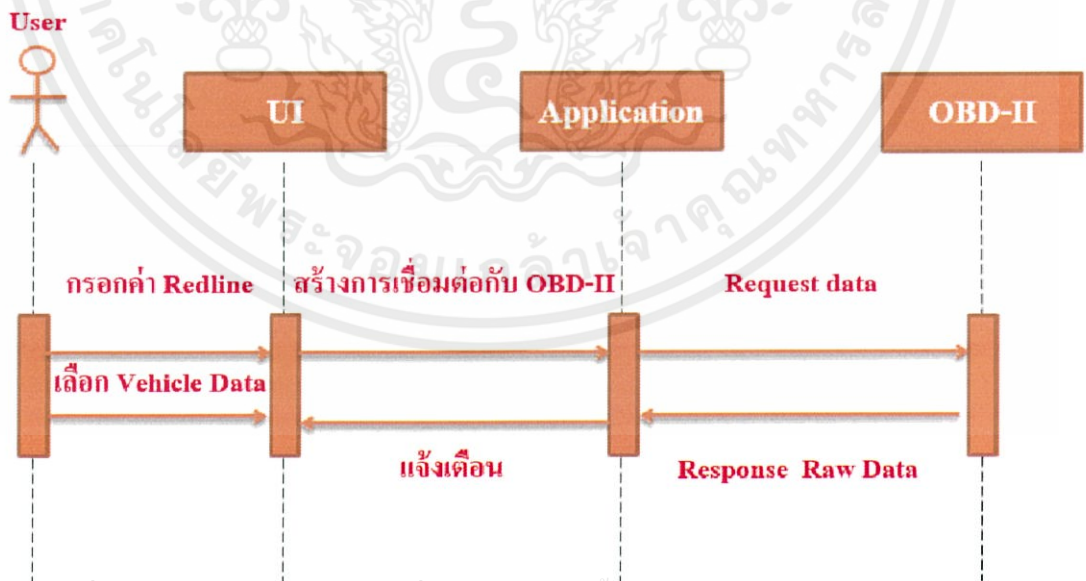 User
UI
Application
OBD-II
กรอกค่า Redline
สร้างการเชื่อมต่อกับ OBD-II
Request data
เลือก Vehicle Data
แจ้งเตือน
Response Raw Data